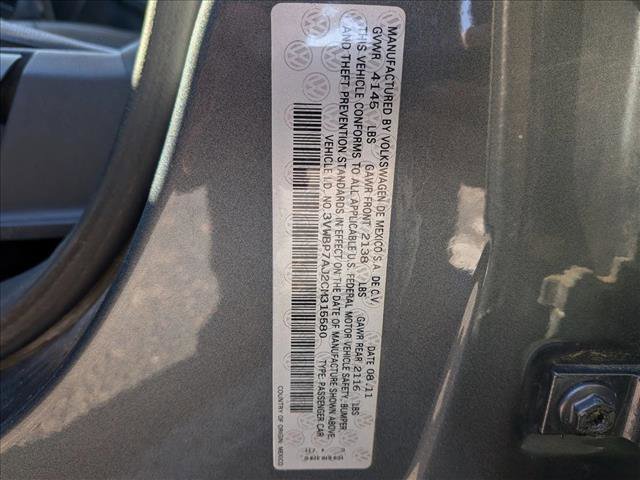 MANUFACTURED BY VOLKSWAGEN DE MEXICO S.A. DE C.V. DATE 08/11
GVWR 4145 LBS GAWR FRONT 2138 LBS GAWR REAR 2116 LBS
THIS VEHICLE CONFORMS TO ALL APPLICABLE U.S. FEDERAL MOTOR VEHICLE SAFETY, BUMPER
AND THEFT PREVENTION STANDARDS IN EFFECT ON THE DATE OF MANUFACTURE SHOWN ABOVE.
VEHICLE I.D. NO. 3VWBP7AJ2CM316580 TYPE: PASSENGER CAR
COUNTRY OF ORIGIN: MEXICO